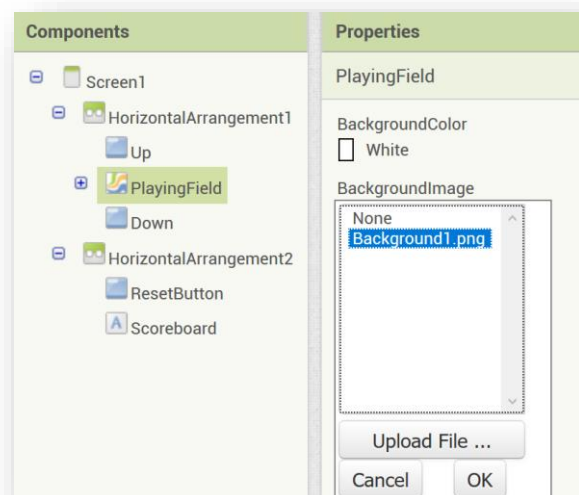 Components
Screen1
HorizontalArrangement1
Up
PlayingField
Down
HorizontalArrangement2
ResetButton
A Scoreboard
Properties
PlayingField
BackgroundColor
White
BackgroundImage
None
Background1.png
Upload File ...
Cancel OK